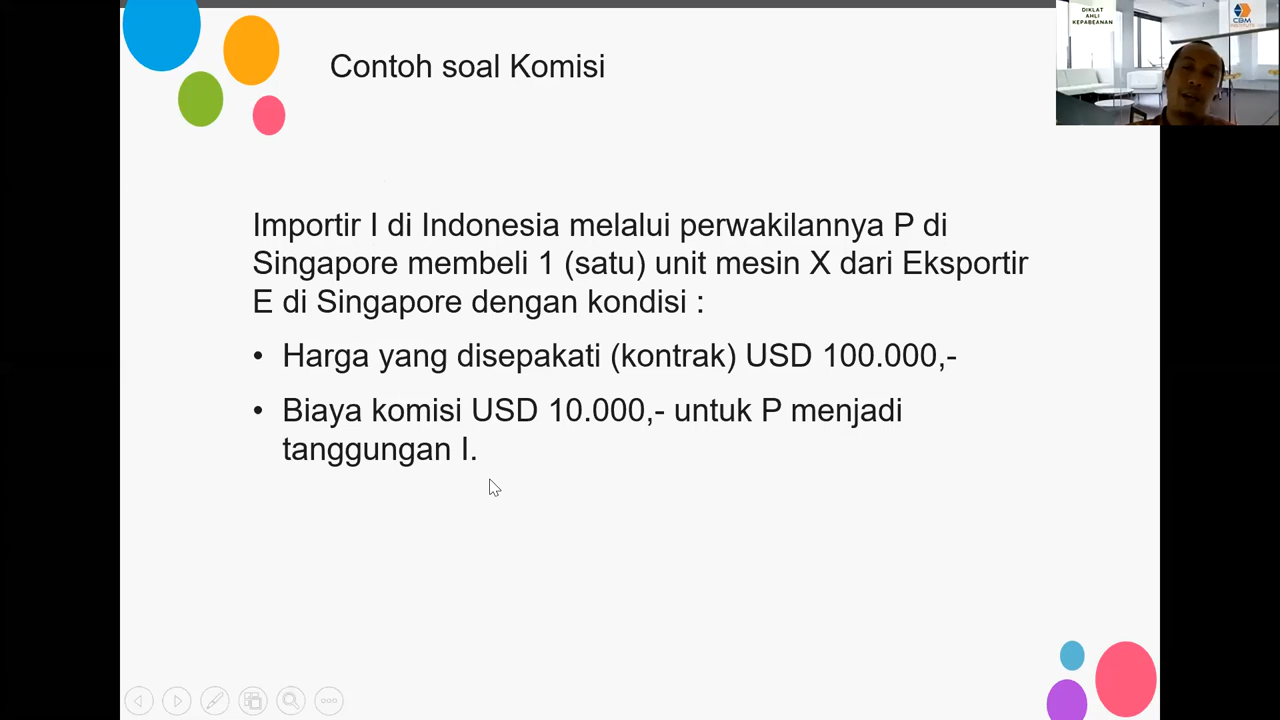 Contoh soal Komisi
DIKLAT
AHLI
KEPABEANAN
CBM
INSTITUTE
Importir I di Indonesia melalui perwakilannya P di
Singapore membeli 1 (satu) unit mesin X dari Eksportir
E di Singapore dengan kondisi :
• Harga yang disepakati (kontrak) USD 100.000,-
• Biaya komisi USD 10.000,- untuk P menjadi
tanggungan I.